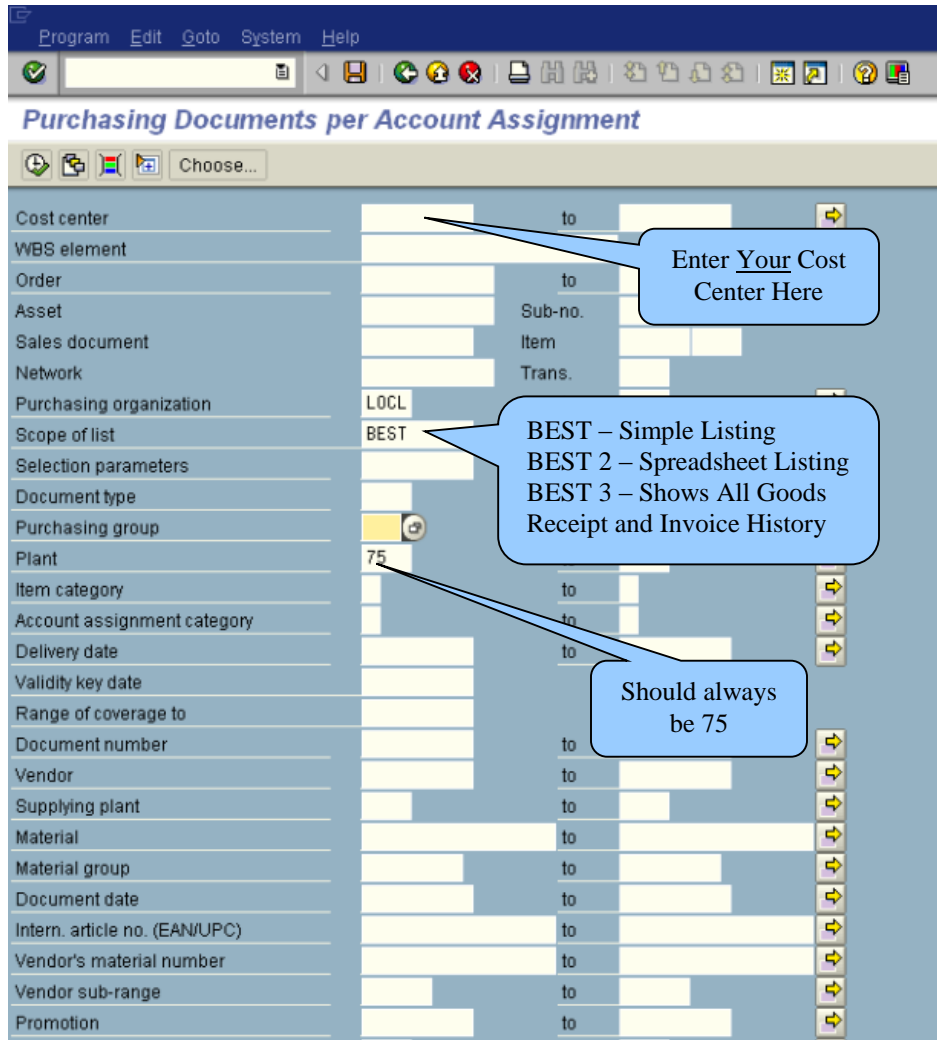 Program Edit Goto System Help
Purchasing Documents per Account Assignment
Choose...
Cost center to
WBS element
Enter Your Cost
Center Here
Order to
Asset Sub-no.
Sales document Item
Network Trans.
Purchasing organization LOCL
Scope of list BEST
BEST – Simple Listing
BEST 2 – Spreadsheet Listing
BEST 3 – Shows All Goods
Receipt and Invoice History
Selection parameters
Document type
Purchasing group
Plant 75
Item category to
Account assignment category to
Delivery date to
Validity key date
Should always
be 75
Range of coverage to
Document number to
Vendor to
Supplying plant to
Material to
Material group to
Document date to
Intern. article no. (EAN/UPC) to
Vendor's material number to
Vendor sub-range to
Promotion to